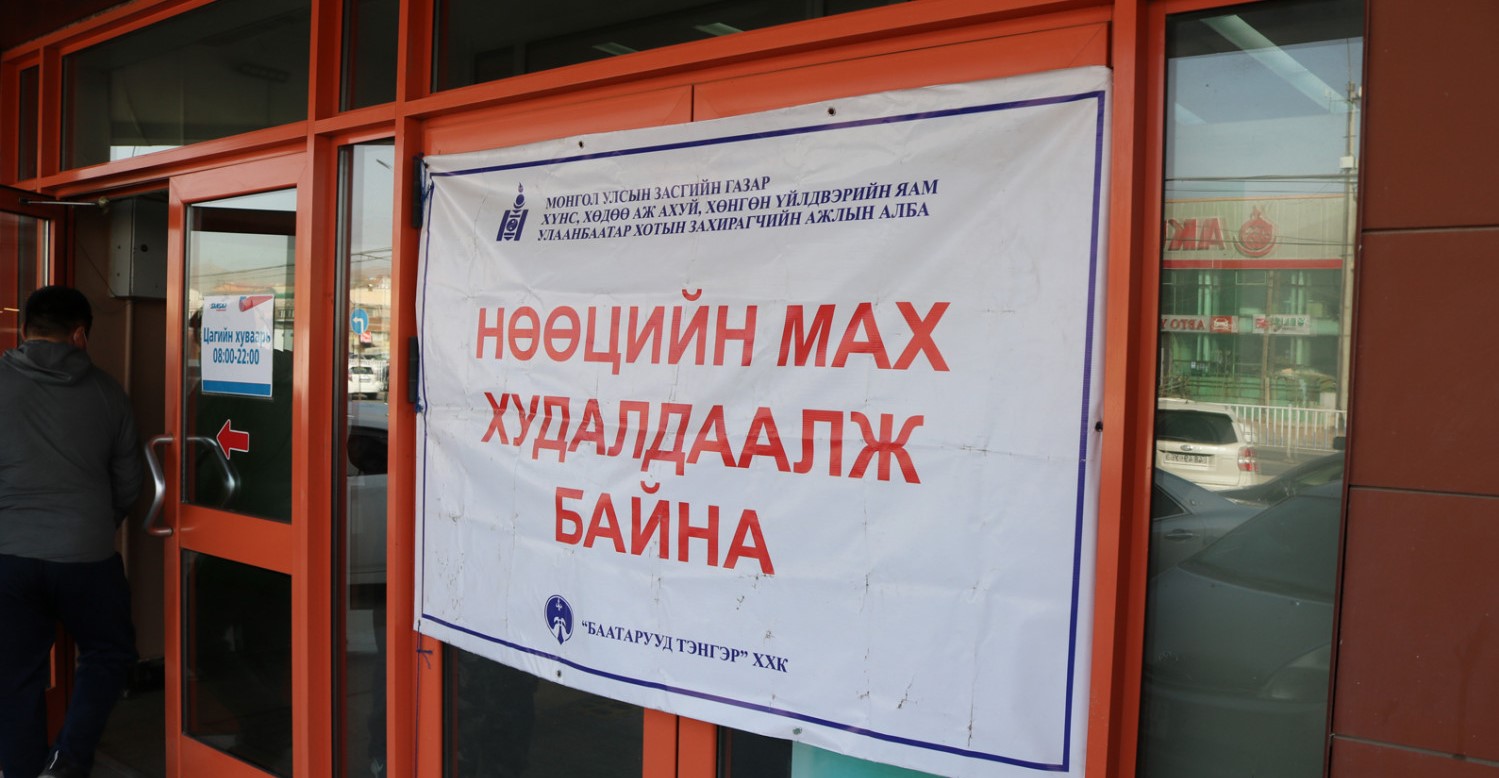 МОНГОЛ УЛСЫН ЗАСГИЙН ГАЗАР
ХҮНС, ХӨДӨӨ АЖ АХУЙ, ХӨНГӨН ҮЙЛДВЭРИЙН ЯАМ
УЛААНБААТАР ХОТЫН ЗАХИРАГЧИЙН АЖЛЫН АЛБА
НӨӨЦИЙН МАХ
ХУДАЛДААЛЖ
БАЙНА
“БААТАРУУД ТЭНГЭР” ХХК
Цагийн хуваарь
08:00-22:00
АВТО